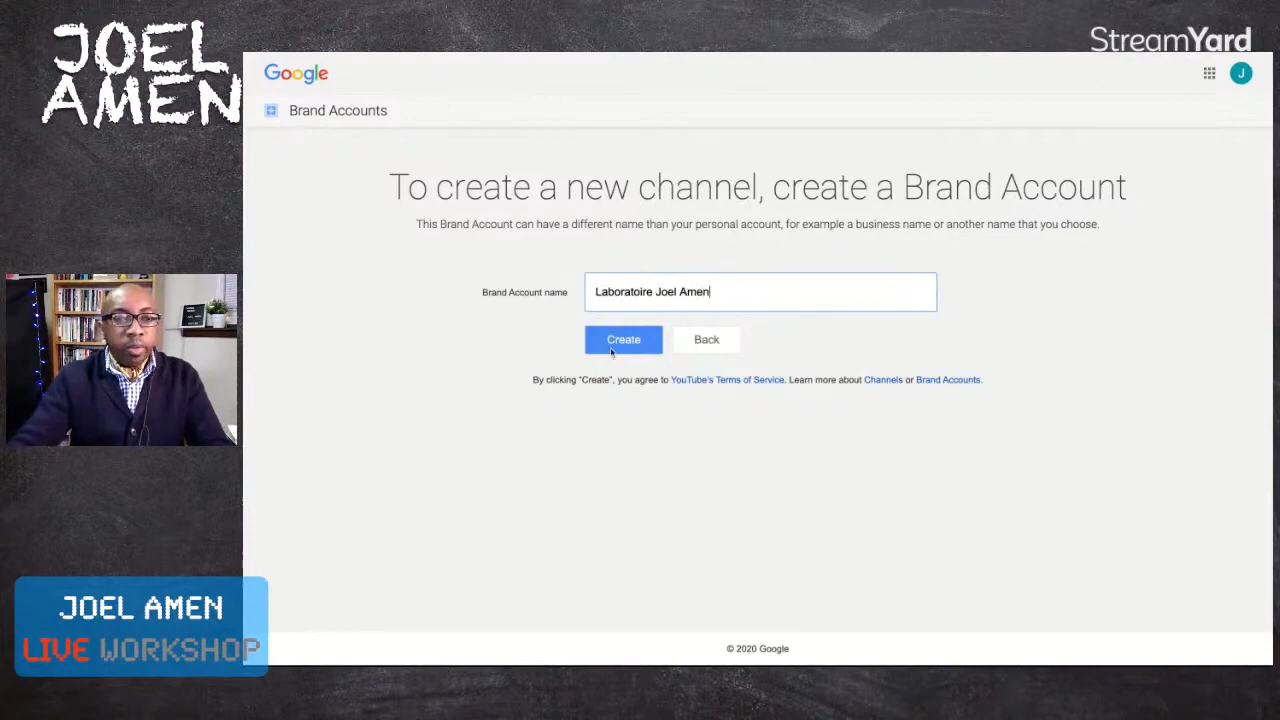 JOEL
AMEN
StreamYard
Google
J
Brand Accounts
To create a new channel, create a Brand Account
This Brand Account can have a different name than your personal account, for example a business name or another name that you choose.
Brand Account name
Laboratoire Joel Amen
Create
Back
By clicking "Create", you agree to YouTube's Terms of Service. Learn more about Channels or Brand Accounts.
JOEL AMEN
LIVE WORKSHOP
© 2020 Google